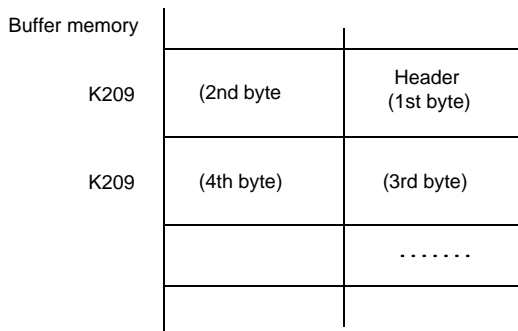 Buffer memory
K209
(2nd byte
Header
(1st byte)
K209
(4th byte)
(3rd byte)
.......